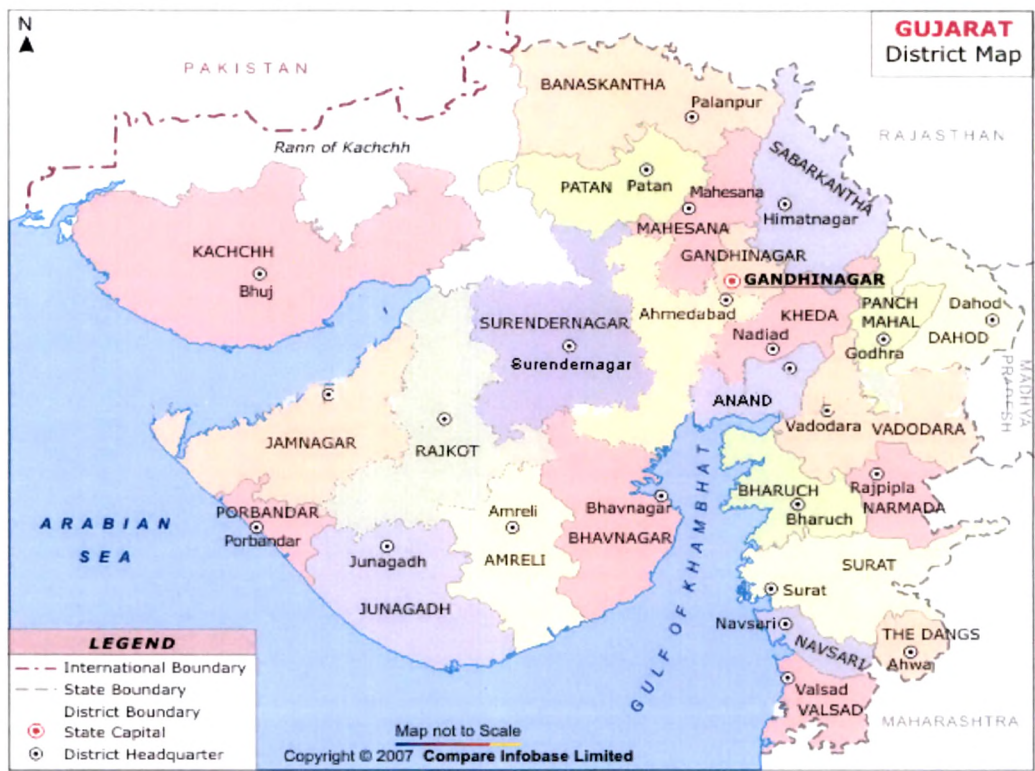 N
GUJARAT
District Map
PAKISTAN
RAJASTHAN
Rann of Kachchh
BANASKANTHA
Palanpur
PATAN
Patan
Mahesana
MAHESANA
SABARKANTHA
Himatnagar
KACHCHH
Bhuj
GANDHINAGAR
GANDHINAGAR
Ahmedabad
SURENDERNAGAR
Surendernagar
KHEDA
Nadiad
PANCH
MAHAL
Godhra
Dahod
DAHOD
MADHYA
PRADESH
ANAND
JAMNAGAR
RAJKOT
Vadodara
VADODARA
BHARUCH
Bharuch
Rajpipla
NARMADA
PORBANDAR
Porbandar
Amreli
AMRELI
Bhavnagar
BHAVNAGAR
ARABIAN
SEA
Junagadh
JUNAGADH
GULF OF KHAMBHAT
SURAT
Surat
Navsari
NAVSARI
THE DANGS
Ahwaj
Valsad
VALSAD
MAHARASHTRA
LEGEND
International Boundary
State Boundary
District Boundary
State Capital
District Headquarter
Map not to Scale
Copyright © 2007 Compare Infobase Limited